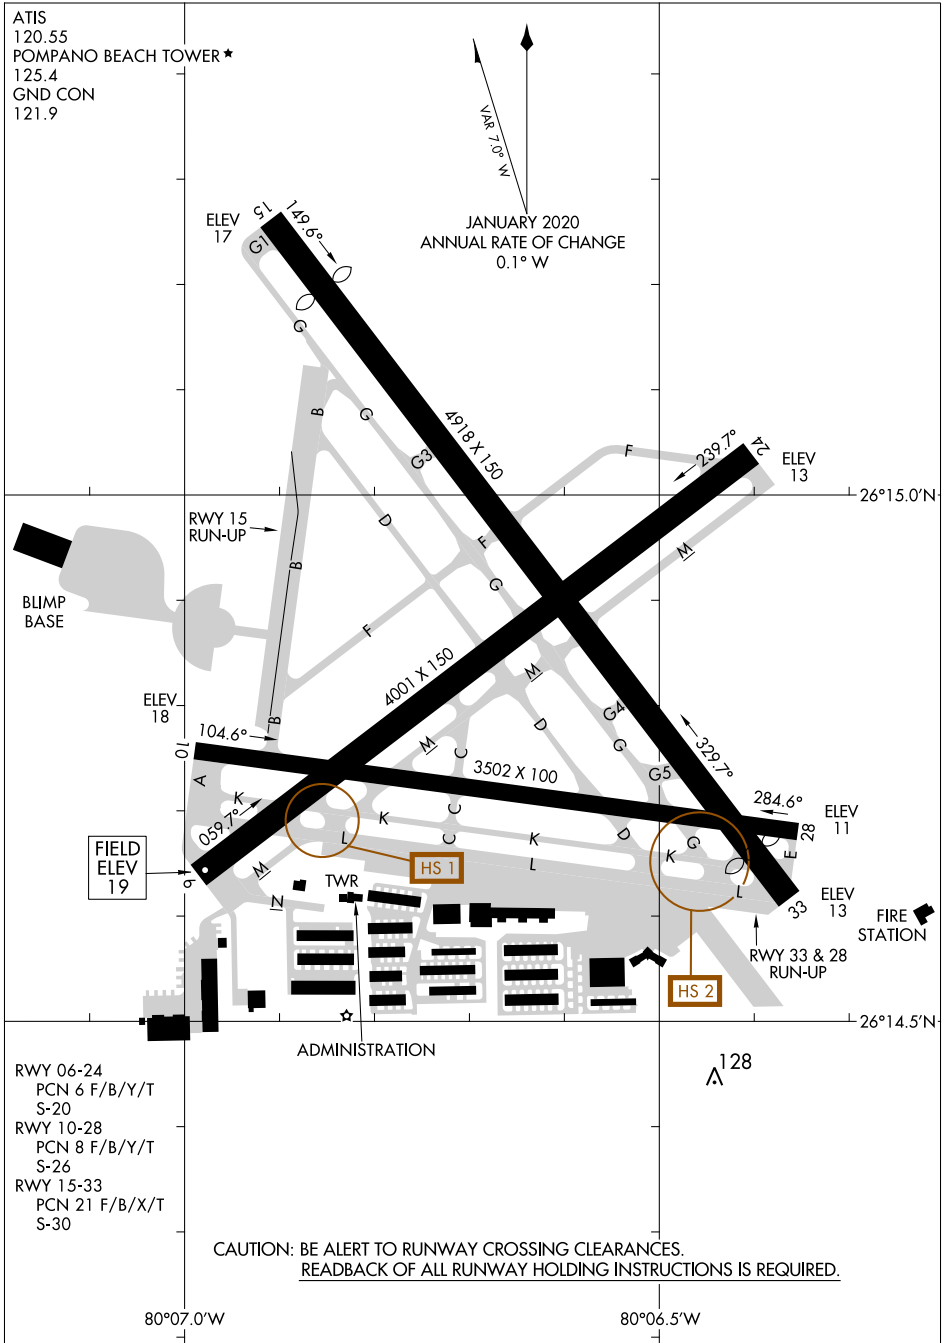 ATIS
120.55
POMPANO BEACH TOWER ★
125.4
GND CON
121.9
VAR 7.0° W
JANUARY 2020
ANNUAL RATE OF CHANGE
0.1° W
ELEV
17
15
149.6°
G1
G
B
G
G3
4918 X 150
F
239.7°
24
ELEV
13
26°15.0'N
RWY 15
RUN-UP
D
F
M
B
G
BLIMP
BASE
F
4001 X 150
M
ELEV
18
B
G4
D
104.6°
10
M
C
G
329.7°
3502 X 100
G5
A
K
059.7°
K
C
284.6°
ELEV
11
28
L
C
K
D
G
K
E
FIELD
ELEV
19
6
M
HS 1
L
L
N
TWR
33
ELEV
13
FIRE
STATION
RWY 33 & 28
RUN-UP
HS 2
26°14.5'N
ADMINISTRATION
128
RWY 06-24
PCN 6 F/B/Y/T
S-20
RWY 10-28
PCN 8 F/B/Y/T
S-26
RWY 15-33
PCN 21 F/B/X/T
S-30
CAUTION: BE ALERT TO RUNWAY CROSSING CLEARANCES.
READBACK OF ALL RUNWAY HOLDING INSTRUCTIONS IS REQUIRED.
80°07.0'W
80°06.5'W